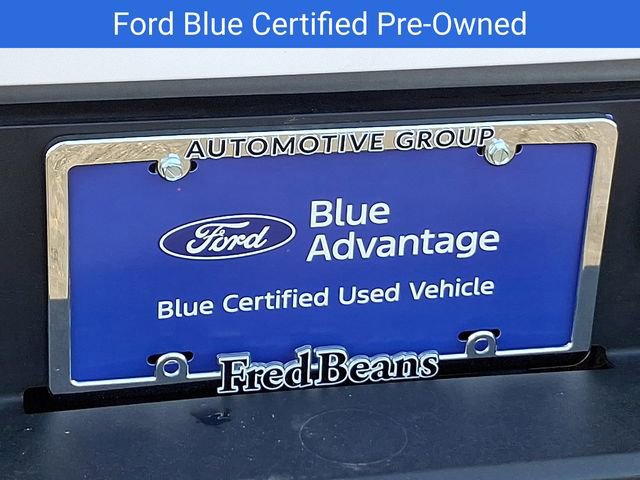 Ford Blue Certified Pre-Owned
AUTOMOTIVE GROUP
Ford
Blue
Advantage
Blue Certified Used Vehicle
Fred Beans